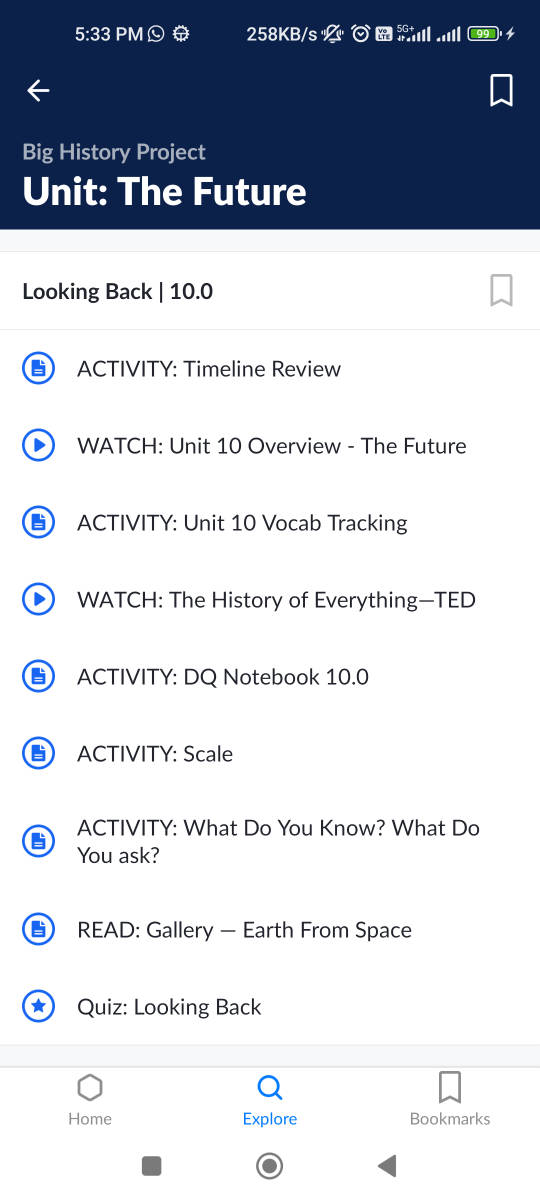 5:33 PM 258KB/s Vo LTE 5G+ 99
Big History Project
Unit: The Future
Looking Back | 10.0
ACTIVITY: Timeline Review
WATCH: Unit 10 Overview - The Future
ACTIVITY: Unit 10 Vocab Tracking
WATCH: The History of Everything—TED
ACTIVITY: DQ Notebook 10.0
ACTIVITY: Scale
ACTIVITY: What Do You Know? What Do
You ask?
READ: Gallery — Earth From Space
Quiz: Looking Back
Home Explore Bookmarks